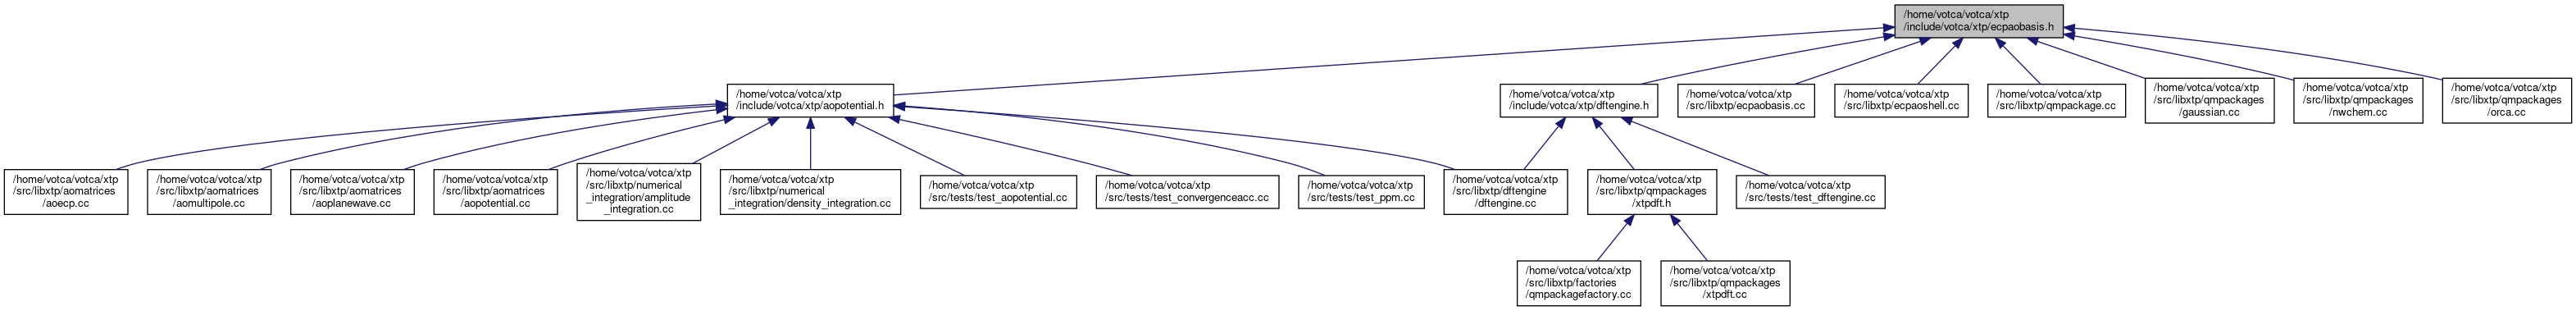 /home/votca/votca/xtp
/include/votca/xtp/ecpaobasis.h
/home/votca/votca/xtp
/include/votca/xtp/aopotential.h
/home/votca/votca/xtp
/include/votca/xtp/dftengine.h
/home/votca/votca/xtp
/src/libxtp/ecpaobasis.cc
/home/votca/votca/xtp
/src/libxtp/ecpaoshell.cc
/home/votca/votca/xtp
/src/libxtp/qmpackage.cc
/home/votca/votca/xtp
/src/libxtp/qmpackages
/gaussian.cc
/home/votca/votca/xtp
/src/libxtp/qmpackages
/nwchem.cc
/home/votca/votca/xtp
/src/libxtp/qmpackages
/orca.cc
/home/votca/votca/xtp
/src/libxtp/aomatrices
/aoecp.cc
/home/votca/votca/xtp
/src/libxtp/aomatrices
/aomultipole.cc
/home/votca/votca/xtp
/src/libxtp/aomatrices
/aoplanewave.cc
/home/votca/votca/xtp
/src/libxtp/aomatrices
/aopotential.cc
/home/votca/votca/xtp
/src/libxtp/numerical
_integration/amplitude
_integration.cc
/home/votca/votca/xtp
/src/libxtp/numerical
_integration/density_integration.cc
/home/votca/votca/xtp
/src/tests/test_aopotential.cc
/home/votca/votca/xtp
/src/tests/test_convergenceacc.cc
/home/votca/votca/xtp
/src/tests/test_ppm.cc
/home/votca/votca/xtp
/src/libxtp/dftengine
/dftengine.cc
/home/votca/votca/xtp
/src/libxtp/qmpackages
/xtpdft.h
/home/votca/votca/xtp
/src/tests/test_dftengine.cc
/home/votca/votca/xtp
/src/libxtp/factories
/qmpackagefactory.cc
/home/votca/votca/xtp
/src/libxtp/qmpackages
/xtpdft.cc